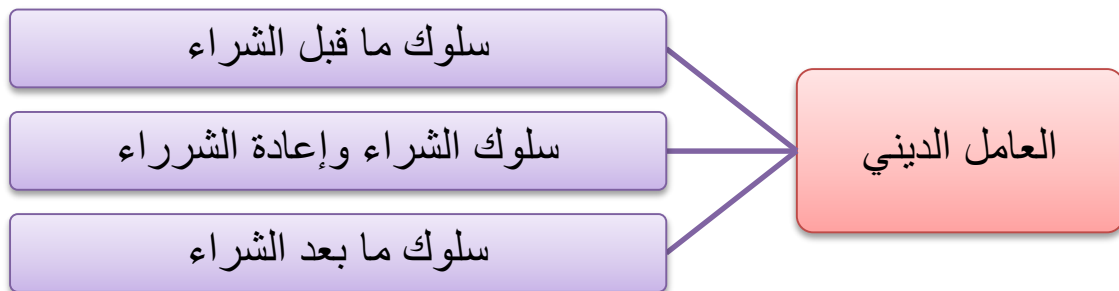 العامل الديني
سلوك ما قبل الشراء
سلوك الشراء وإعادة الشرراء
سلوك ما بعد الشراء